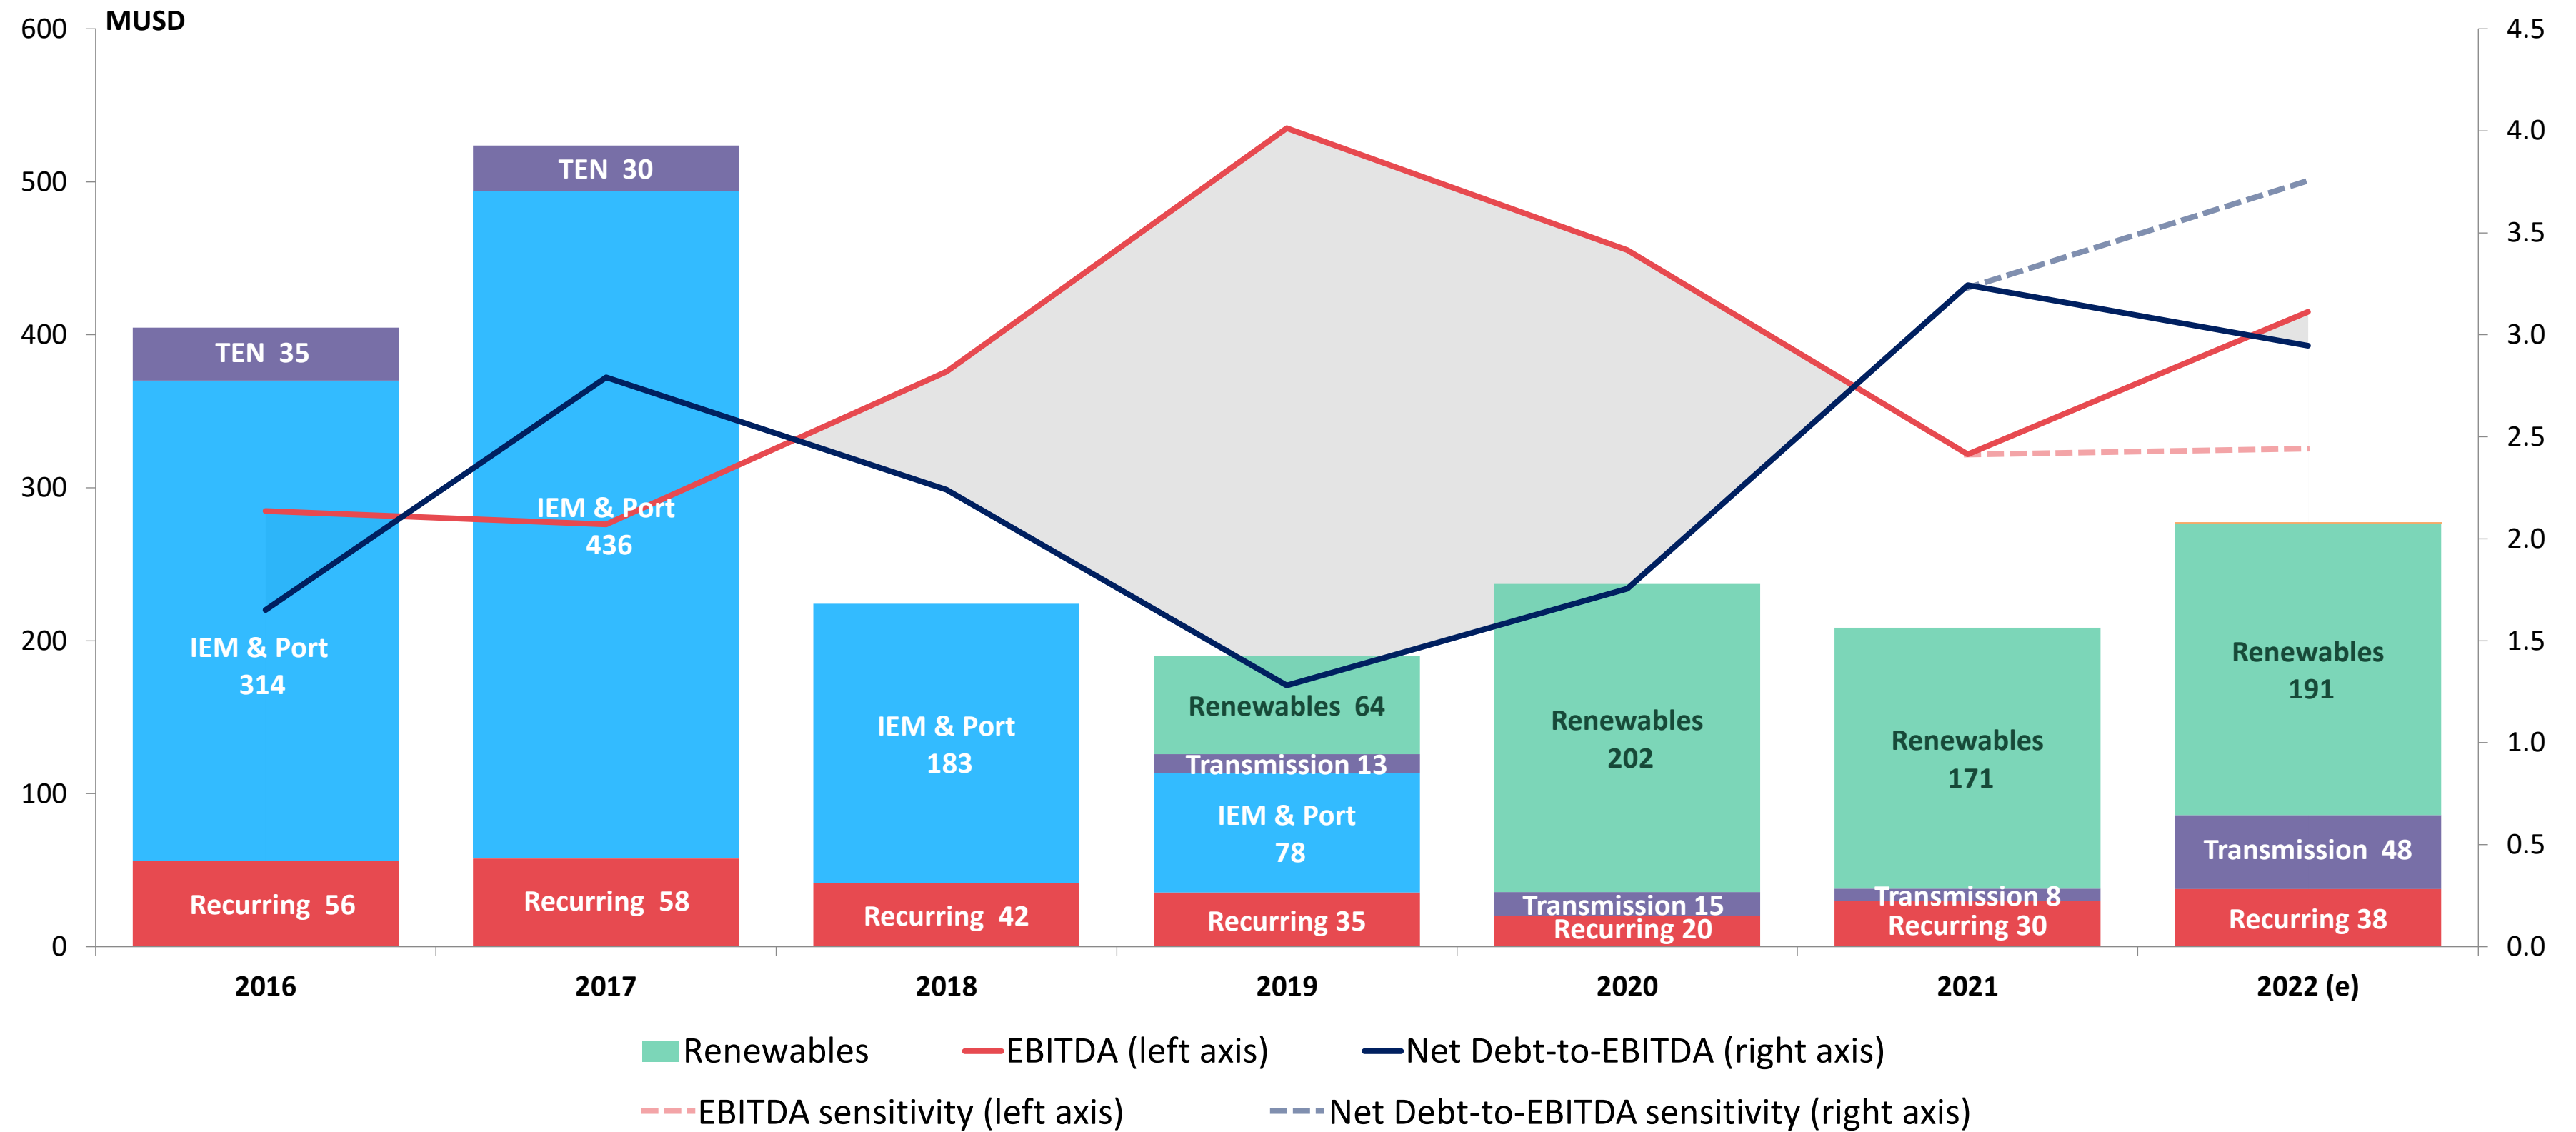 MUSD
600
500
400
300
200
100
0
4.5
4.0
3.5
3.0
2.5
2.0
1.5
1.0
0.5
0.0
TEN 35
IEM & Port
314
Recurring 56
TEN 30
IEM & Port
436
Recurring 58
IEM & Port
183
Recurring 42
Renewables 64
Transmission 13
IEM & Port
78
Recurring 35
Renewables
202
Transmission 15
Recurring 20
Renewables
171
Transmission 8
Recurring 30
Renewables
191
Transmission 48
Recurring 38
2016
2017
2018
2019
2020
2021
2022 (e)
Renewables
EBITDA (left axis)
Net Debt-to-EBITDA (right axis)
EBITDA sensitivity (left axis)
Net Debt-to-EBITDA sensitivity (right axis)